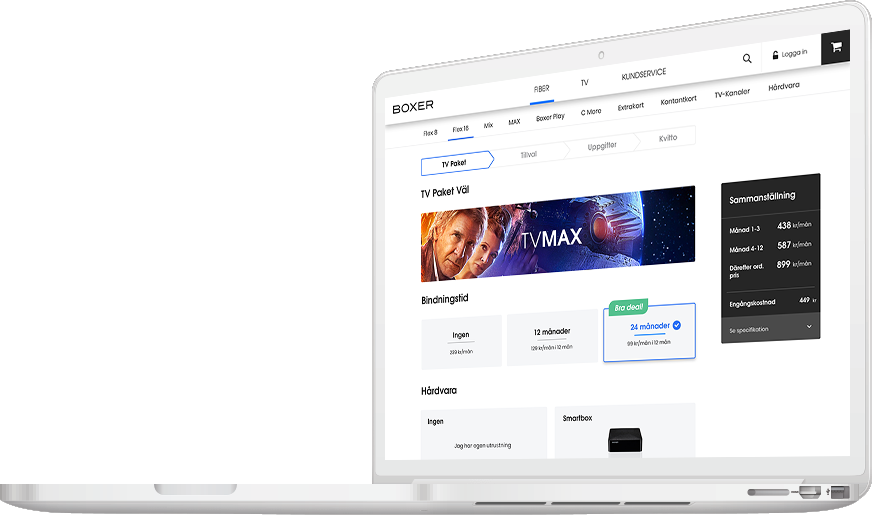 BOXER
FIBER
TV
KUNDSERVICE
Logga in
Flex 8
Flex 16
Mix
MAX
Boxer Play
C More
Extrakort
Kontantkort
TV-Kanaler
Hårdvara
TV Paket
Tillval
Uppgifter
Kvitto
TV Paket Väl
TVMAX
Sammanställning
Månad 1-3 438 kr/mån
Månad 4-12 587 kr/mån
Därefter ord. pris 899 kr/mån
Engångskostnad 449 kr
Se specifikation
Bindningstid
Ingen
12 månader
129 kr/mån i 12 mån
Bra deal!
24 månader
99 kr/mån i 12 mån
Hårdvara
Ingen
Jag har egen utrustning
Smartbox